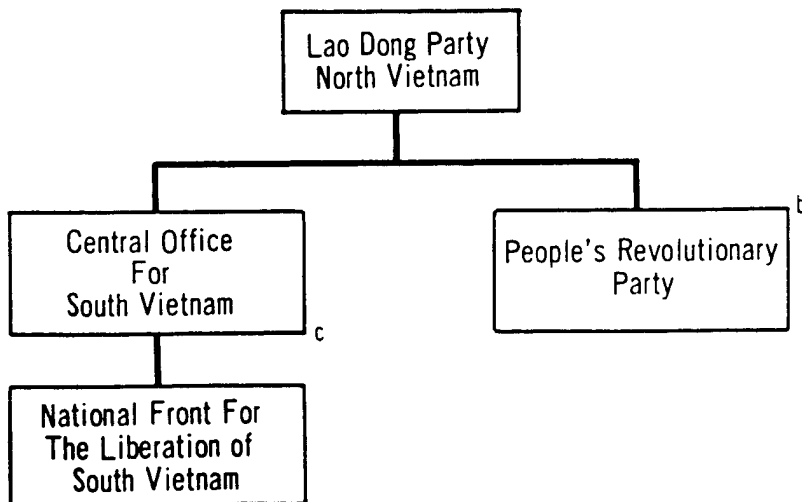 Lao Dong Party
North Vietnam
b
Central Office
For
South Vietnam
c
People's Revolutionary
Party
National Front For
The Liberation of
South Vietnam